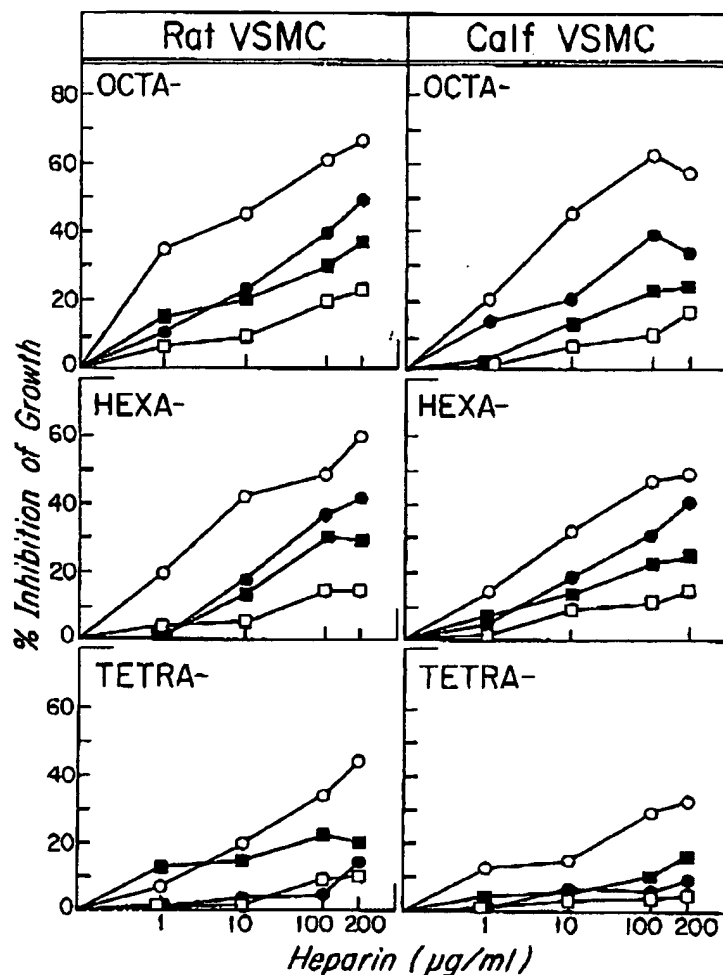 Rat VSMC Calf VSMC
OCTA- OCTA-
80
60
40
20
0
HEXA- HEXA-
60
40
20
0
TETRA- TETRA-
40
20
0
1 10 100 200 1 10 100 200
% Inhibition of Growth
Heparin (µg/ml)